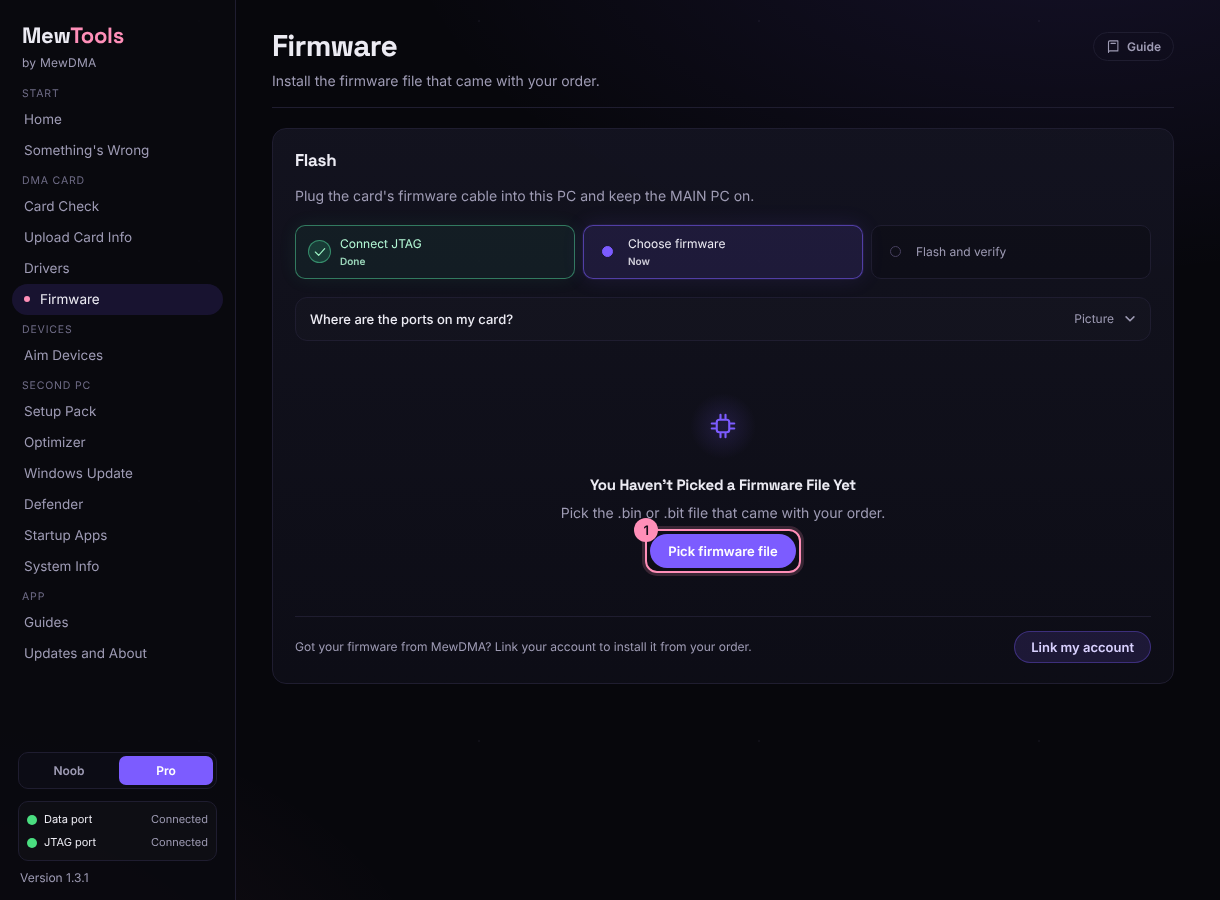 MewTools
by MewDMA
START
Home
Something's Wrong
DMA CARD
Card Check
Upload Card Info
Drivers
Firmware
DEVICES
Aim Devices
SECOND PC
Setup Pack
Optimizer
Windows Update
Defender
Startup Apps
System Info
APP
Guides
Updates and About
Noob
Pro
Data port Connected
JTAG port Connected
Version 1.3.1
Firmware
Guide
Install the firmware file that came with your order.
Flash
Plug the card's firmware cable into this PC and keep the MAIN PC on.
Connect JTAG
Done
Choose firmware
Now
Flash and verify
Where are the ports on my card? Picture
You Haven't Picked a Firmware File Yet
Pick the .bin or .bit file that came with your order.
1
Pick firmware file
Got your firmware from MewDMA? Link your account to install it from your order.
Link my account